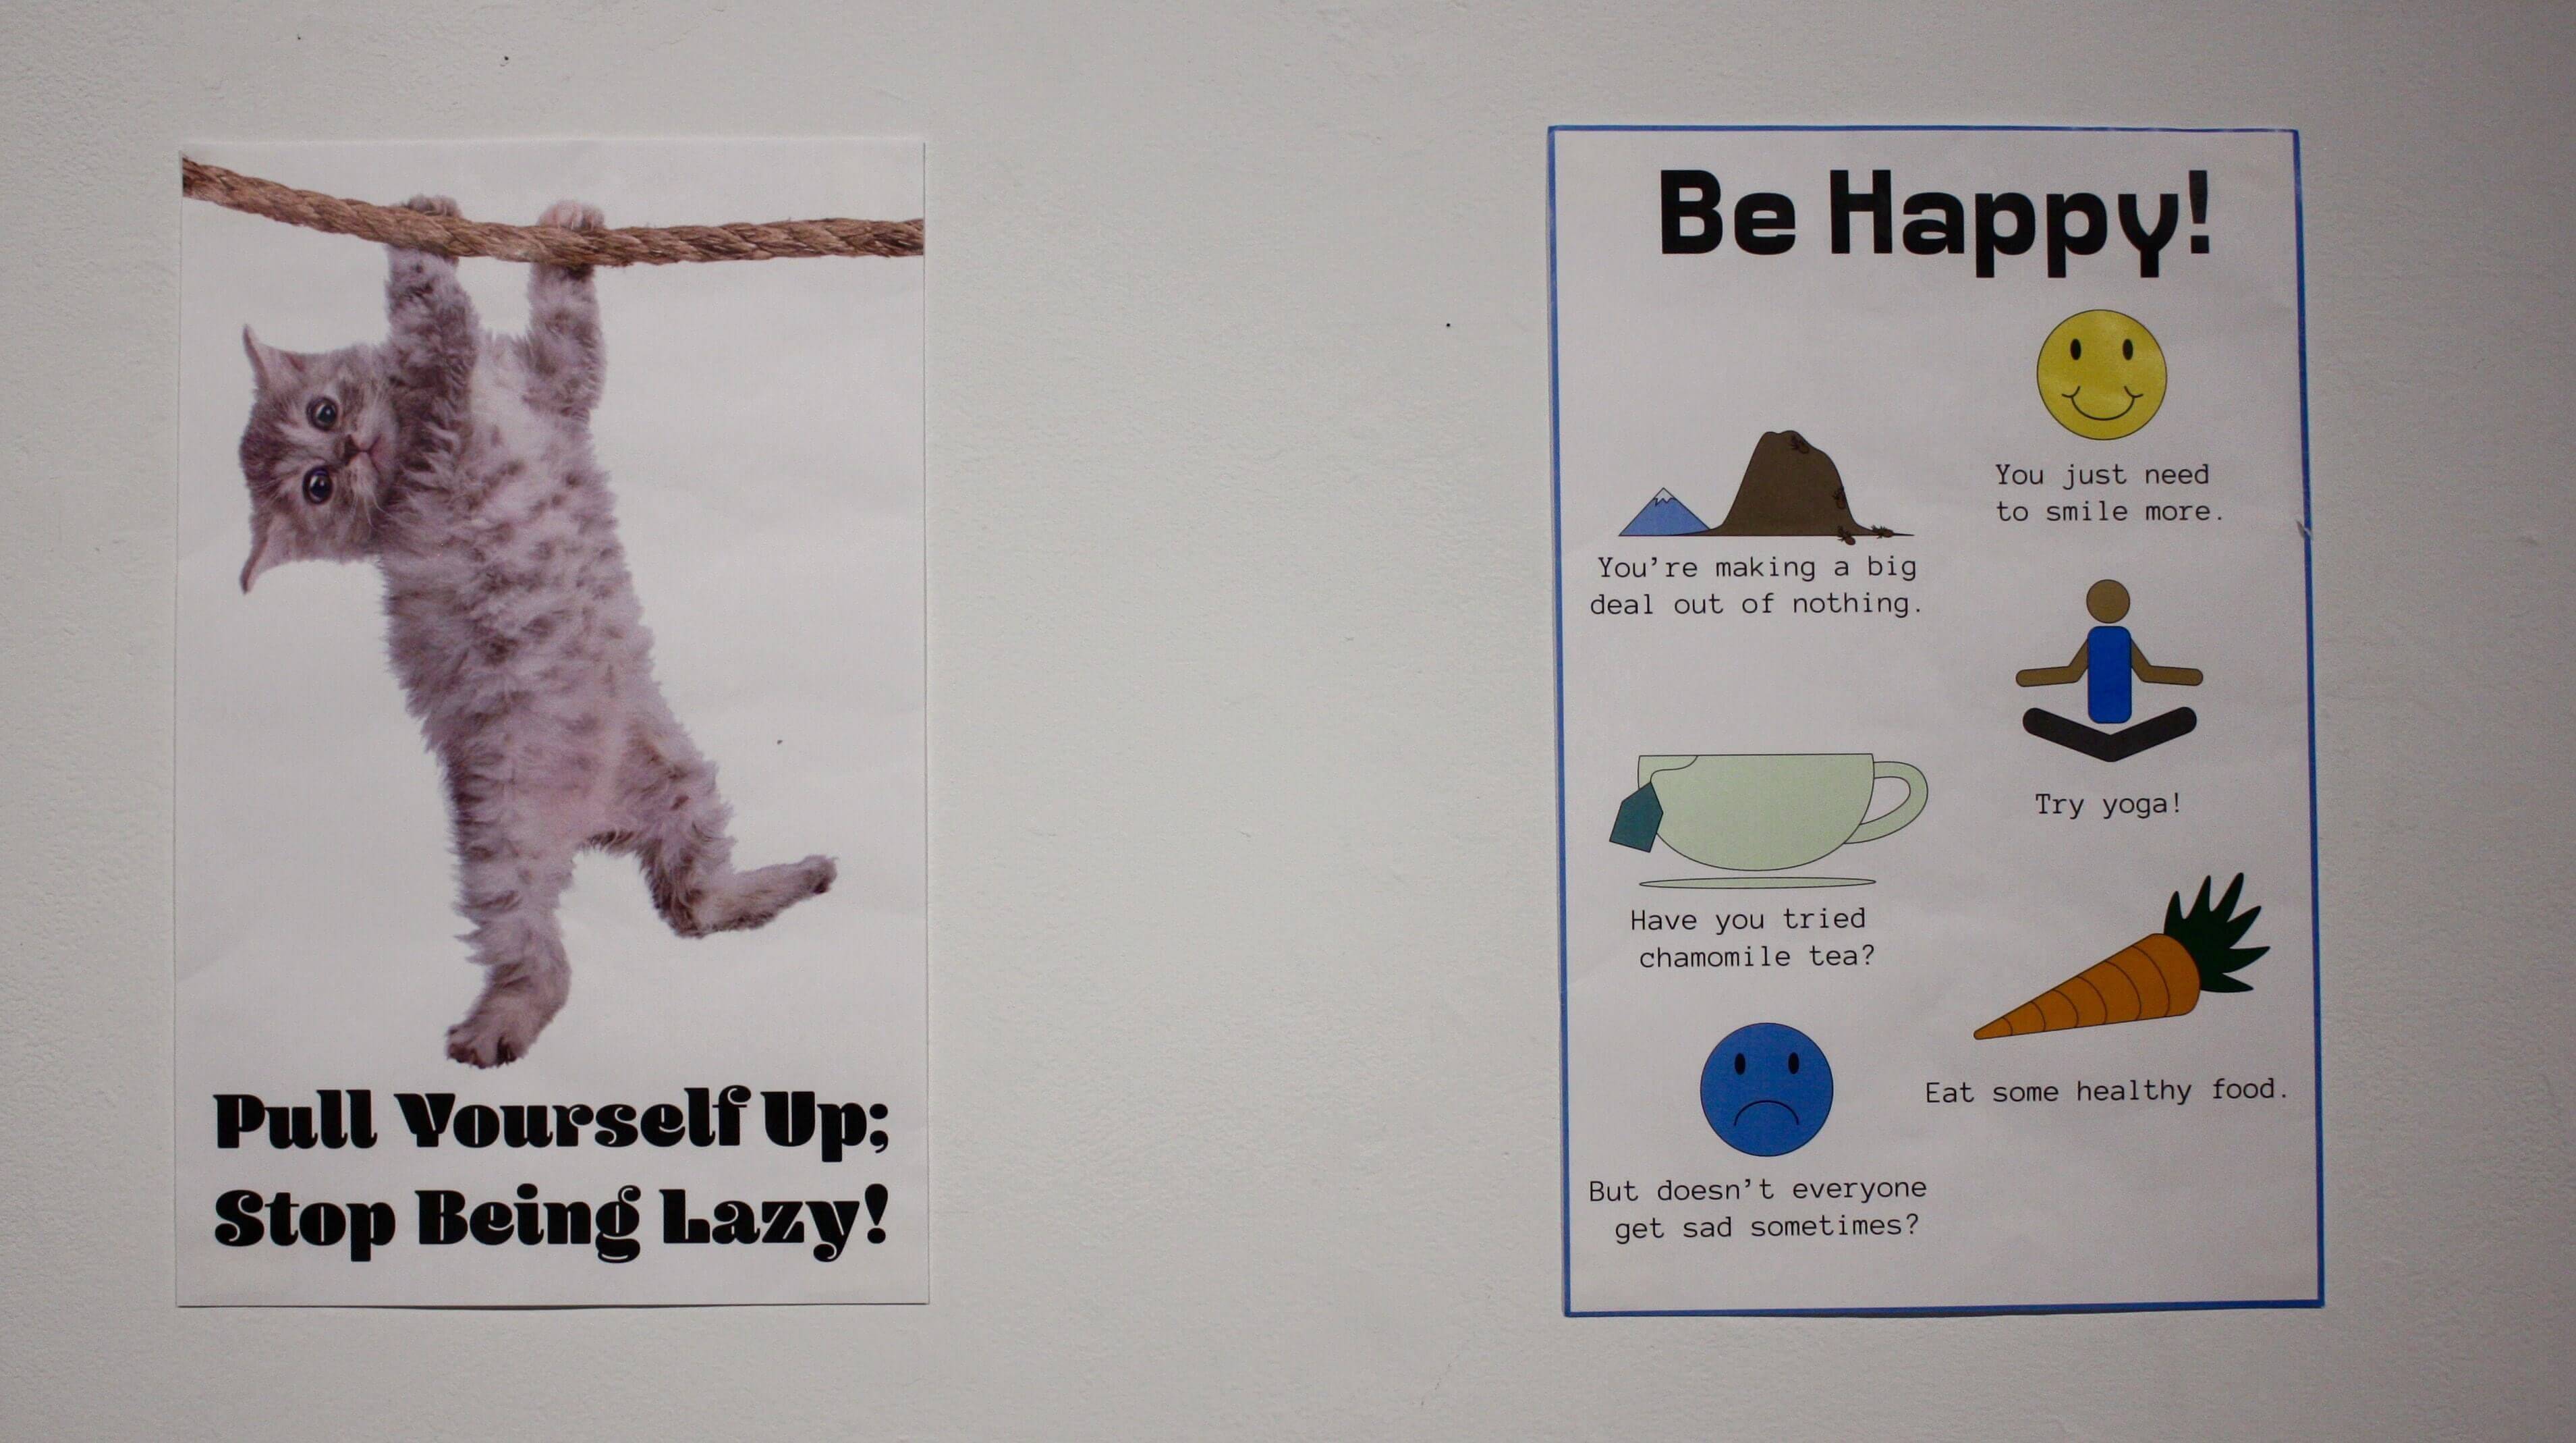 Pull Yourself Up;
Stop Being Lazy!
Be Happy!
You just need
to smile more.
You're making a big
deal out of nothing.
Try yoga!
Have you tried
chamomile tea?
Eat some healthy food.
But doesn't everyone
get sad sometimes?